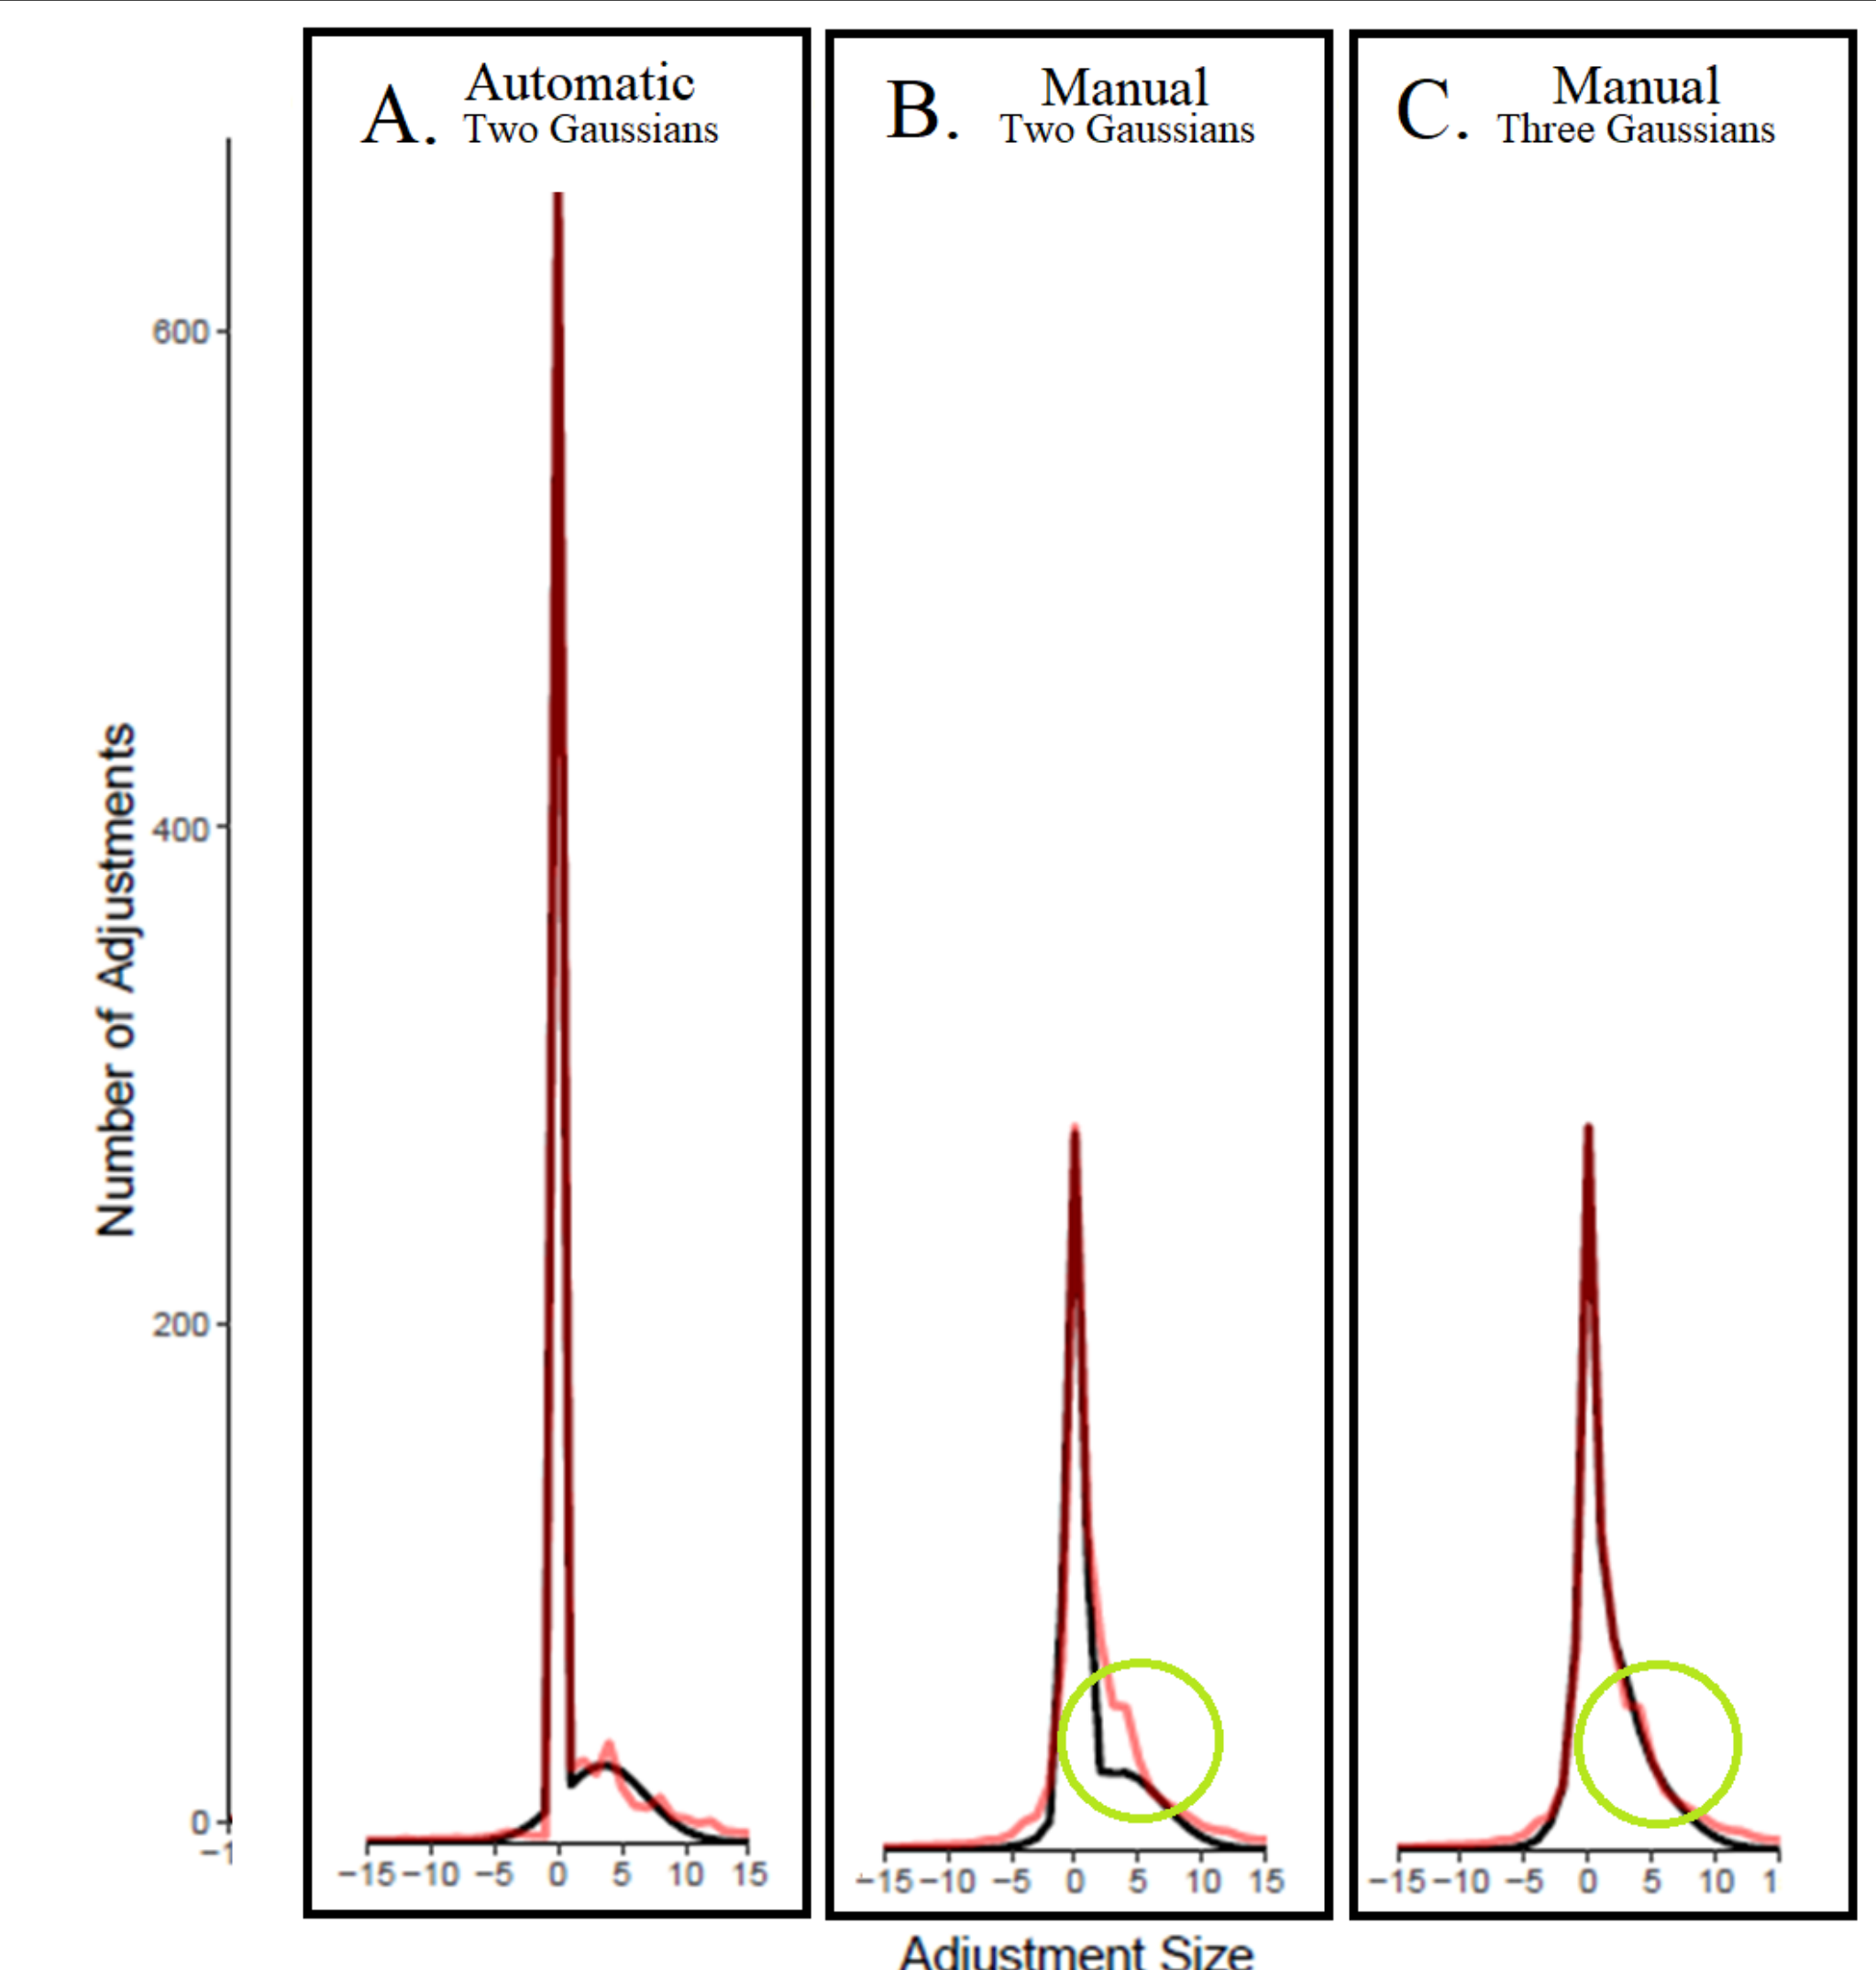 A. Automatic
Two Gaussians
B. Manual
Two Gaussians
C. Manual
Three Gaussians
Number of Adjustments
600
400
200
0
−1
−15 −10 −5 0 5 10 15
−15 −10 −5 0 5 10 15
−15 −10 −5 0 5 10 1
Adjustment Size